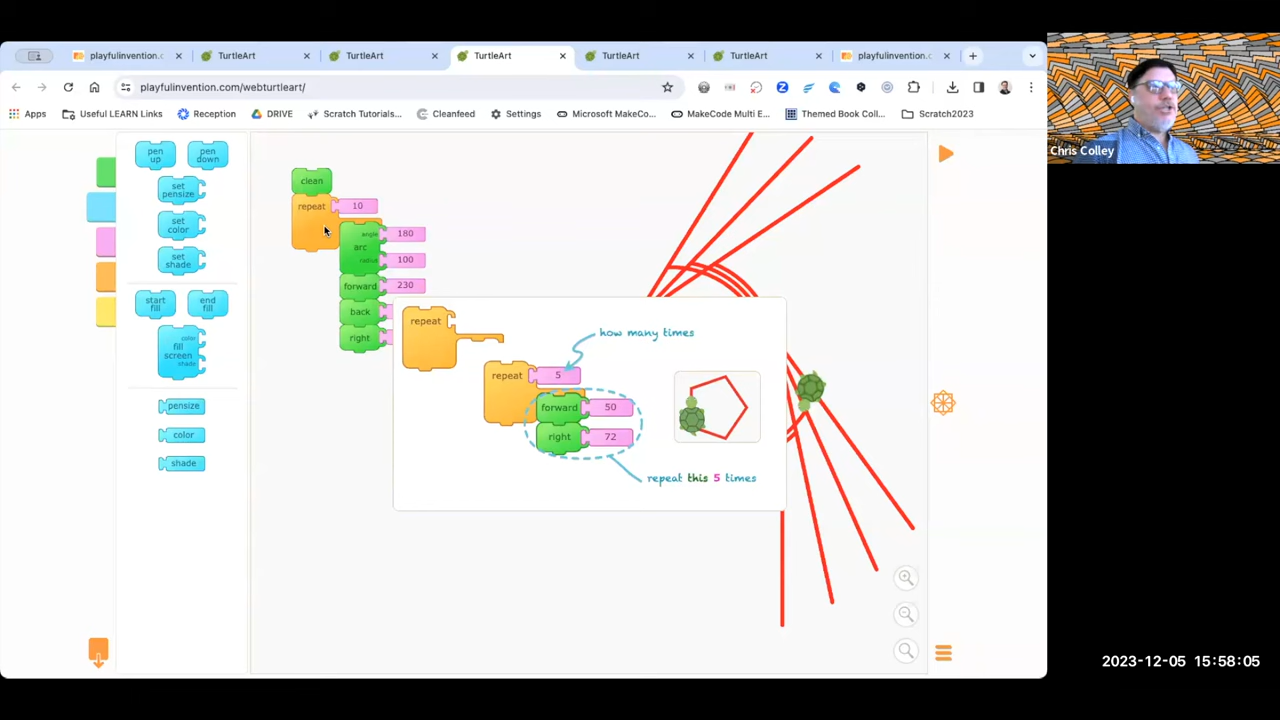 playfulinvention.c
TurtleArt
TurtleArt
TurtleArt
TurtleArt
TurtleArt
playfulinvention.c
playfulinvention.com/webturtleart/
Apps
Useful LEARN Links
Reception
DRIVE
Scratch Tutorials...
Cleanfeed
Settings
Microsoft MakeCo...
MakeCode Multi E...
Themed Book Coll...
Scratch2023
Chris Colley
pen up
pen down
set pensize
set color
set shade
start fill
end fill
fill screen
color
shade
pensize
color
shade
clean
repeat 10
angle 180
arc
radius 100
forward 230
back
right
repeat
how many times
repeat 5
forward 50
right 72
repeat this 5 times
2023-12-05 15:58:05